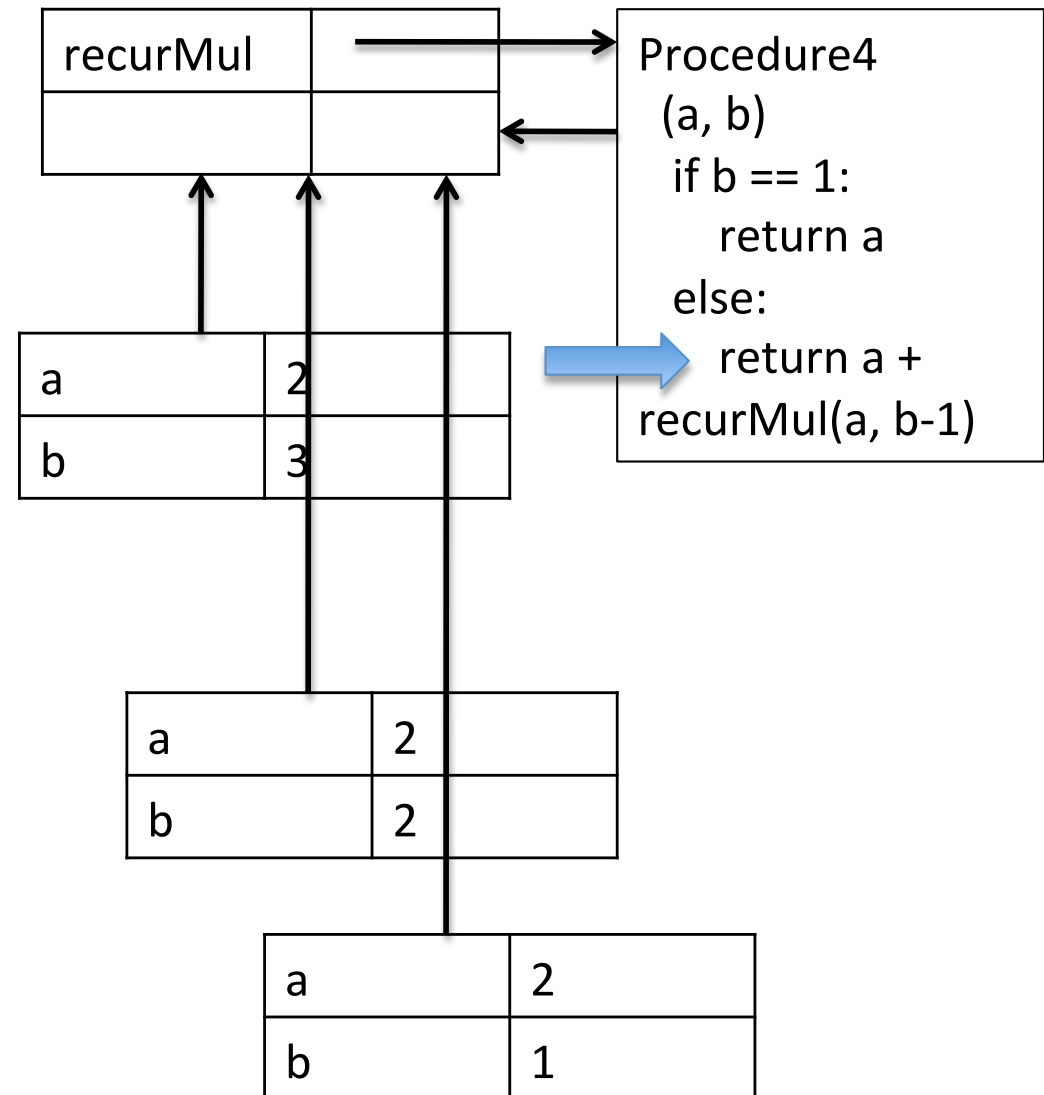 recurMul
Procedure4
(a, b)
if b == 1:
return a
else:
return a +
recurMul(a, b-1)
a 2
b 3
a 2
b 2
a 2
b 1